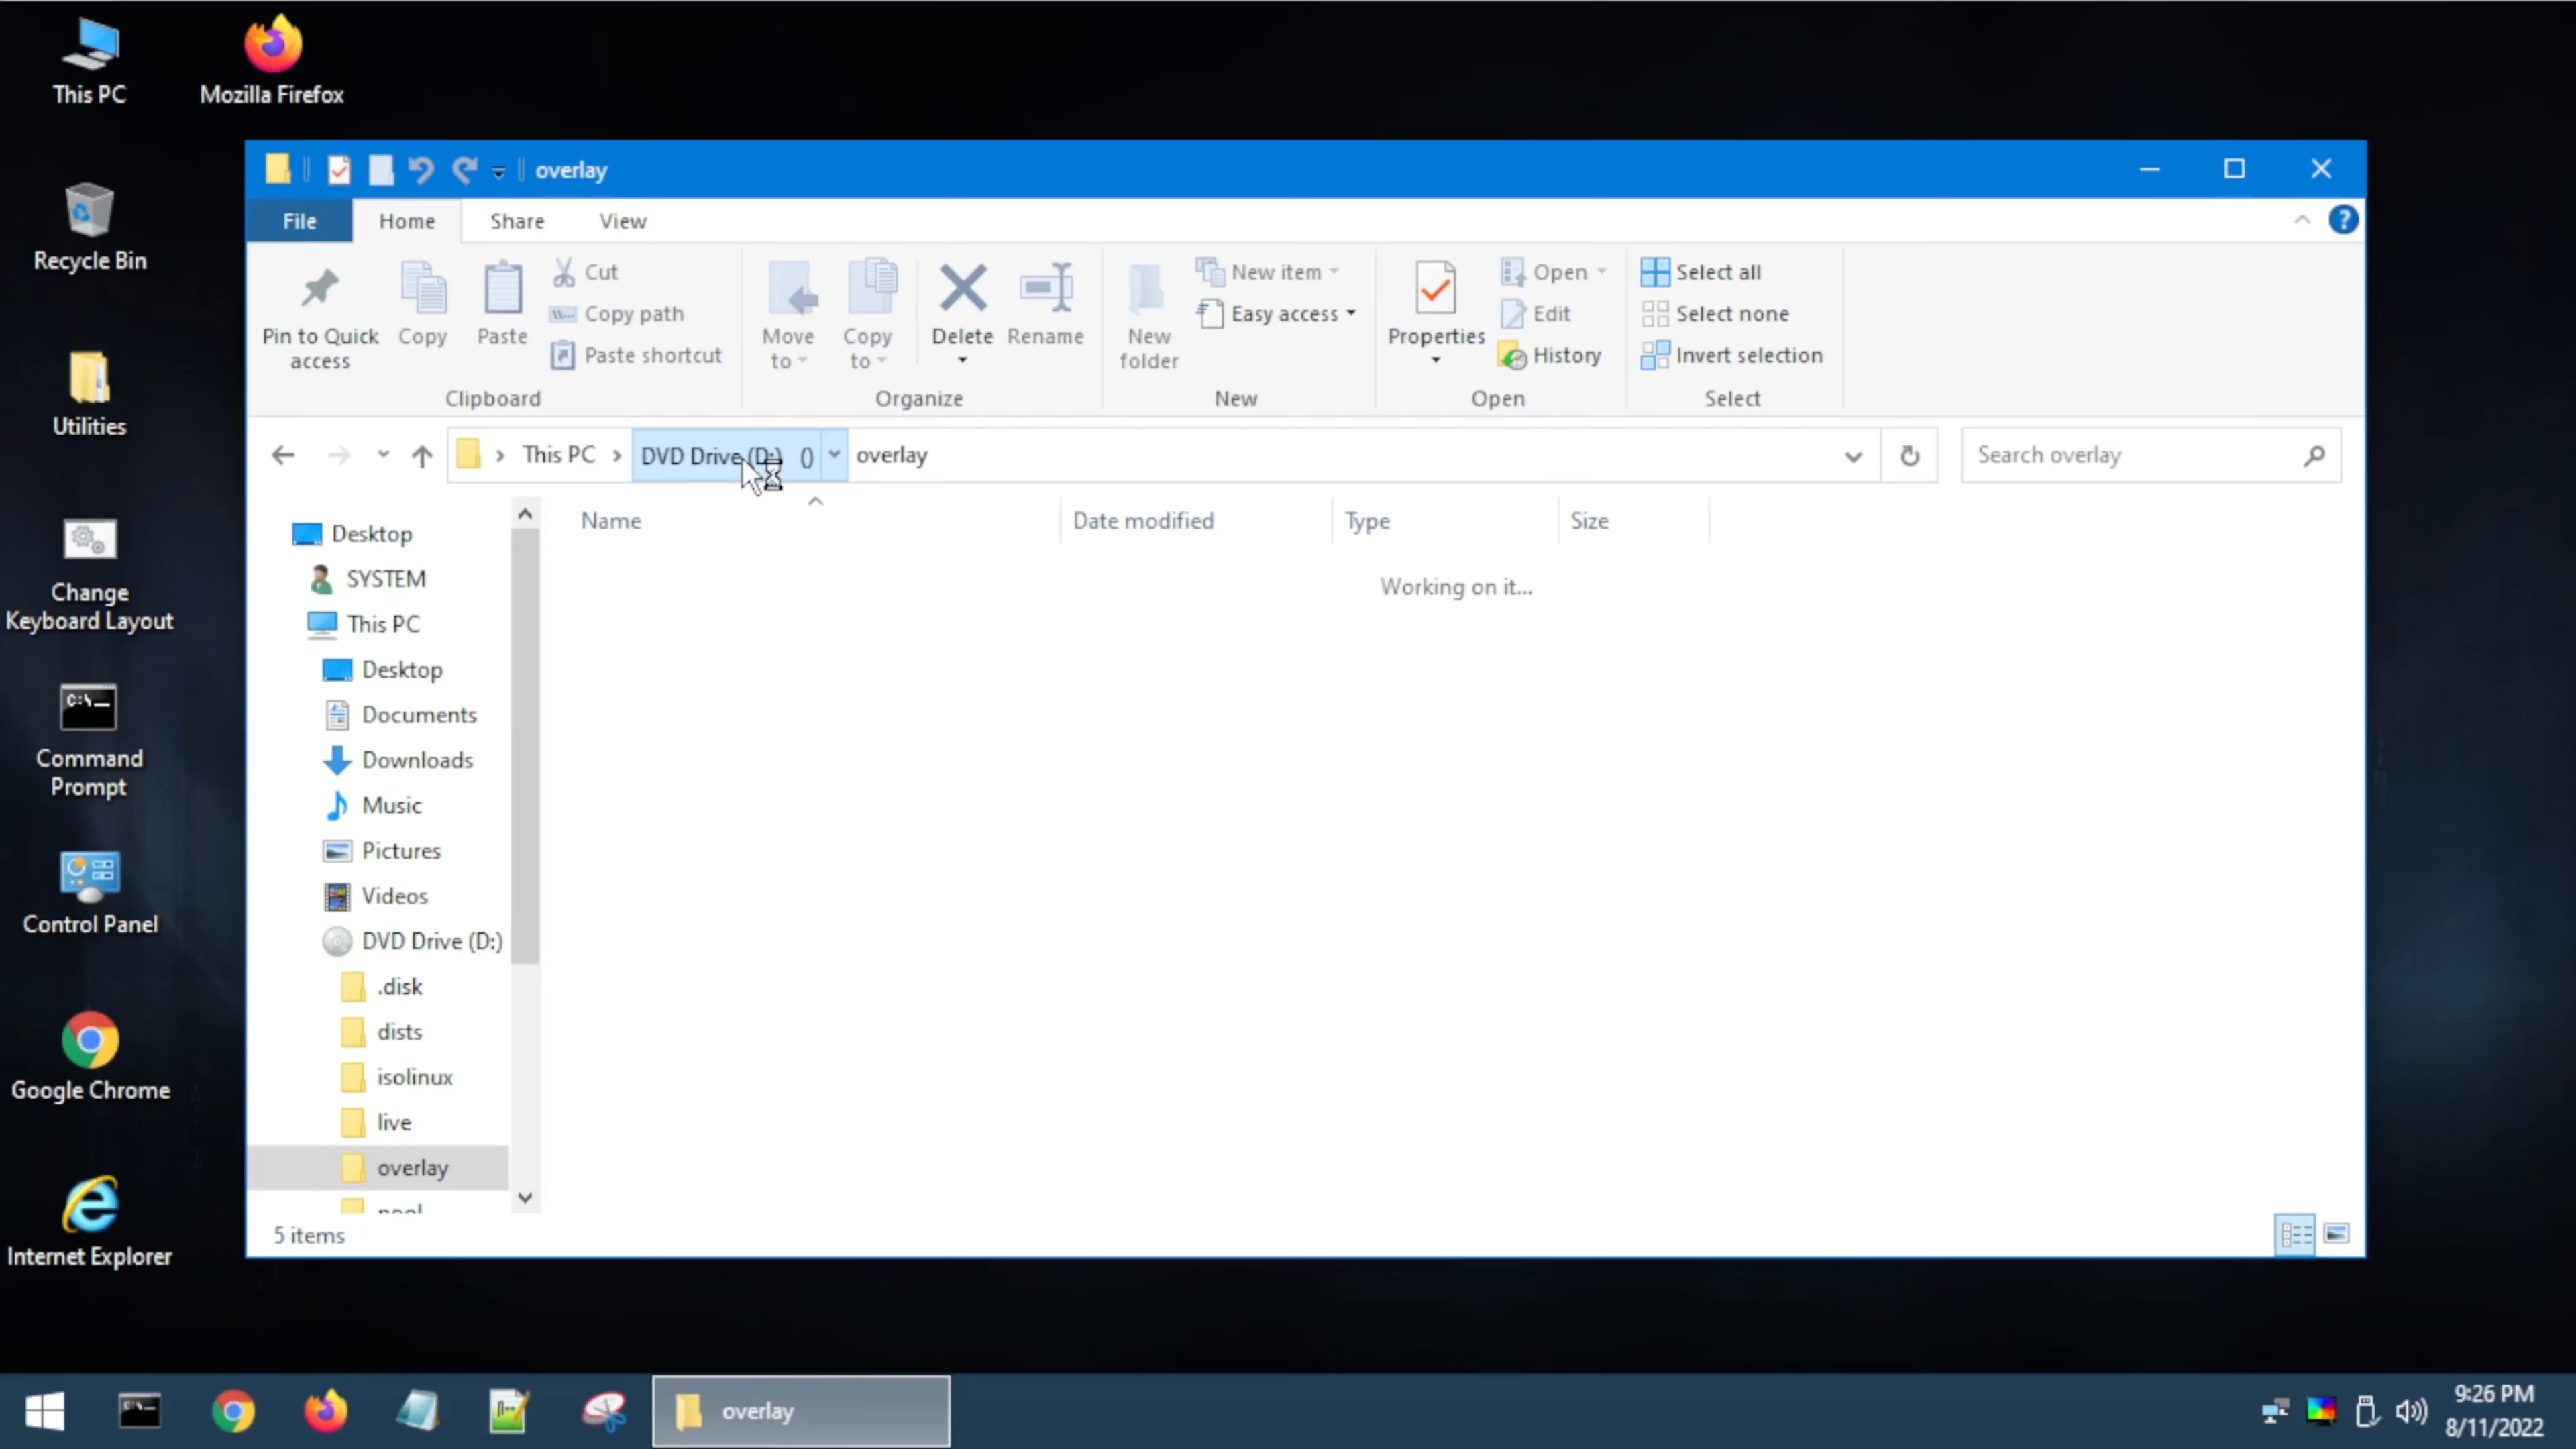 This PC
Mozilla Firefox
Recycle Bin
Utilities
Change
Keyboard Layout
C:\
Command
Prompt
Control Panel
Google Chrome
Internet Explorer
overlay
File
Home
Share
View
Pin to Quick
access
Copy
Paste
Cut
Copy path
Paste shortcut
Clipboard
Move
to
Copy
to
Delete
Rename
Organize
New
folder
New item
Easy access
New
Properties
Open
Edit
History
Open
Select all
Select none
Invert selection
Select
This PC
DVD Drive (D:) ()
overlay
Search overlay
Name
Date modified
Type
Size
Working on it...
Desktop
SYSTEM
This PC
Desktop
Documents
Downloads
Music
Pictures
Videos
DVD Drive (D:)
.disk
dists
isolinux
live
overlay
5 items
overlay
9:26 PM
8/11/2022